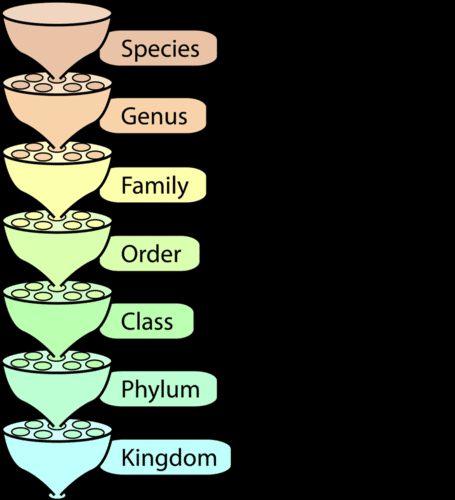 Species
Genus
Family
Order
Class
Phylum
Kingdom